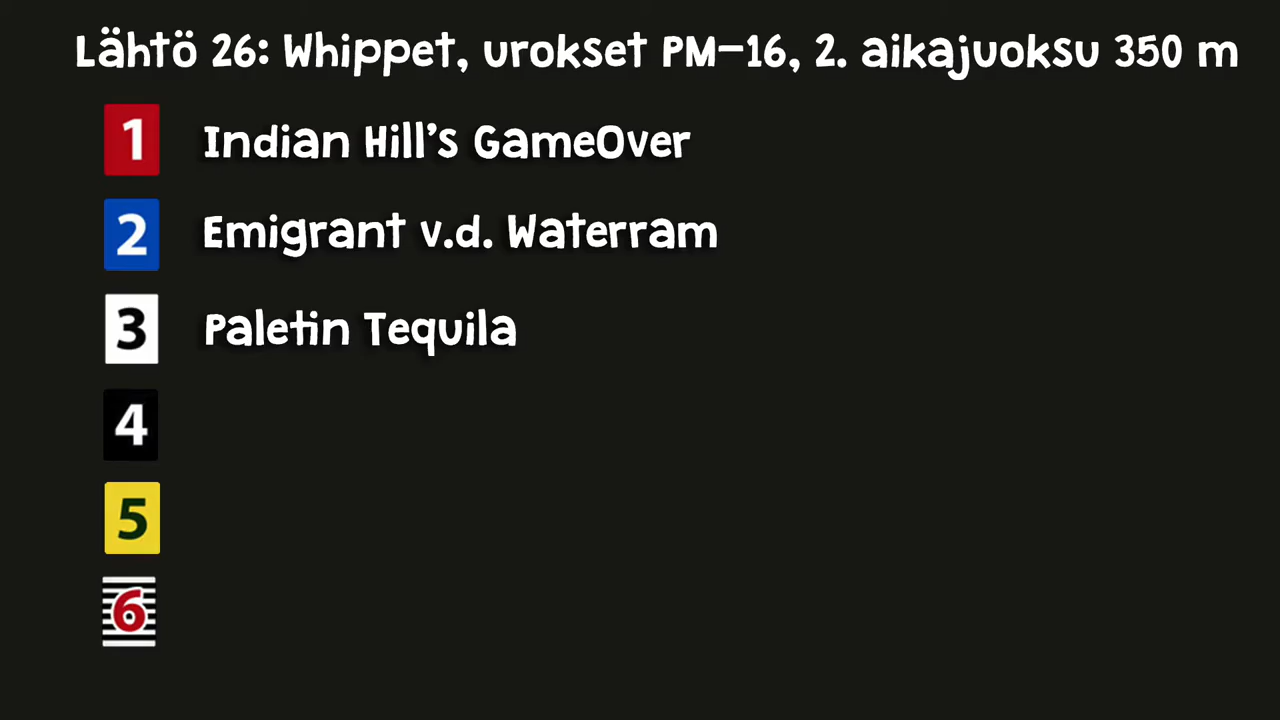 Lähtö 26: Whippet, urokset PM-16, 2. aikajuoksu 350 m
1 Indian Hill's GameOver
2 Emigrant v.d. Waterram
3 Paletin Tequila
4
5
6